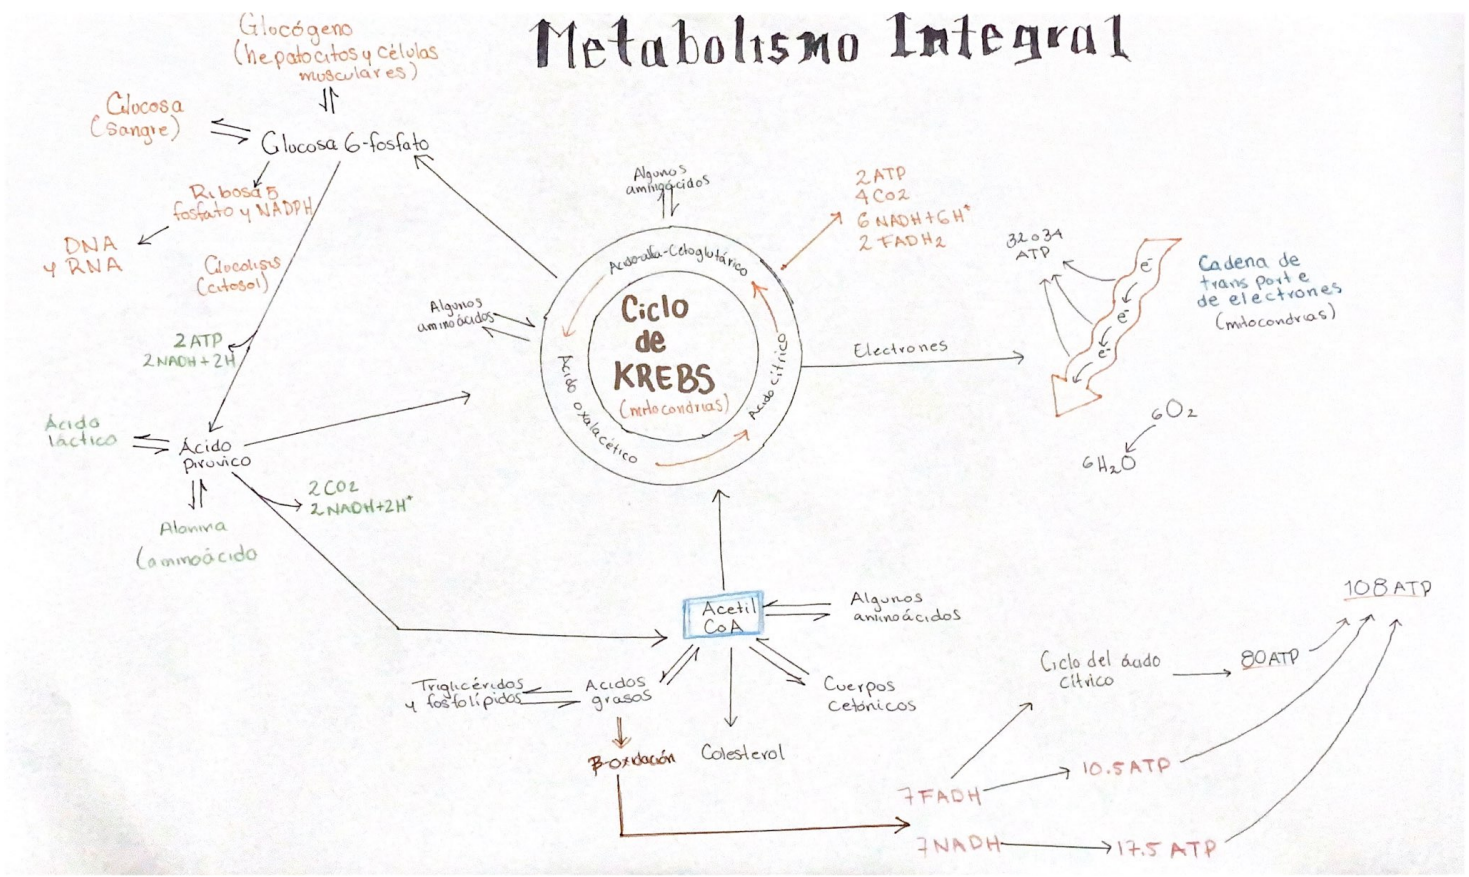 Metabolismo Integral
Glucógeno
(hepatocitos y células
musculares)
Glucosa
(sangre)
Glucosa 6-fosfato
Ribosa 5
fosfato y NADPH
DNA
y RNA
Glucolisis
(citosol)
2 ATP
2 NADH + 2H
Ácido
láctico
Ácido
piruvico
Alanina
(aminoácido
2 CO2
2 NADH+2H⁺
Algunos
aminoácidos
Algunos
aminoácidos
Acido-alfa-Cetoglutárico
Ácido oxalacético
Acido cítrico
Ciclo
de
KREBS
(mitocondrias)
2 ATP
4 CO2
6 NADH+6H⁺
2 FADH2
Electrones
32 o 34
ATP
e⁻
e⁻
e⁻
Cadena de
transporte
de electrones
(mitocondrias)
6O2
6H2O
Acetil
CoA
Algunos
aminoácidos
Cuerpos
cetónicos
Colesterol
Acidos
grasos
Triglicéridos
y fosfolípidos
β-oxidación
7 FADH
7 NADH
Ciclo del ácido
cítrico
80 ATP
10.5 ATP
17.5 ATP
108 ATP